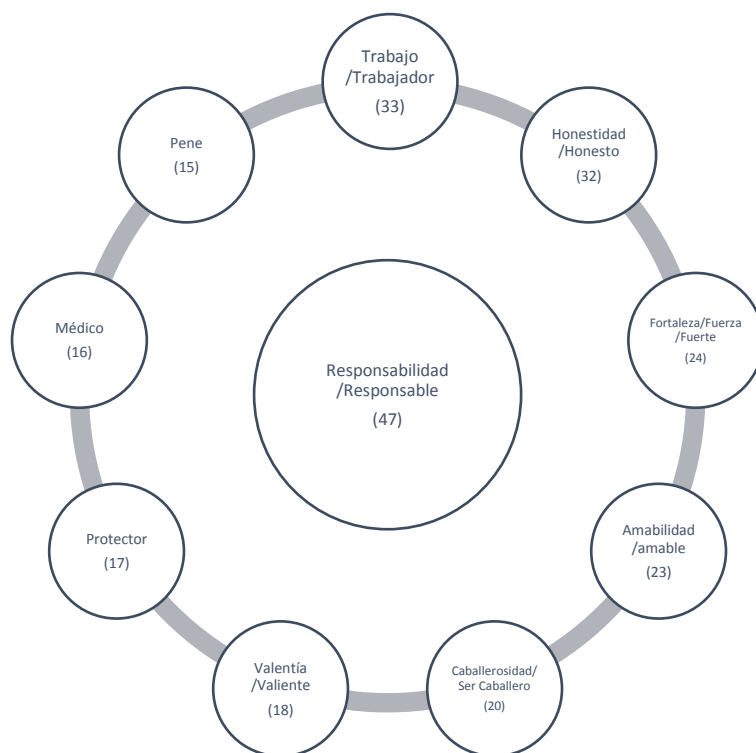 Trabajo
/Trabajador
(33)
Honestidad
/Honesto
(32)
Fortaleza/Fuerza
/Fuerte
(24)
Amabilidad
/amable
(23)
Caballerosidad/
Ser Caballero
(20)
Valentía
/Valiente
(18)
Protector
(17)
Médico
(16)
Pene
(15)
Responsabilidad
/Responsable
(47)